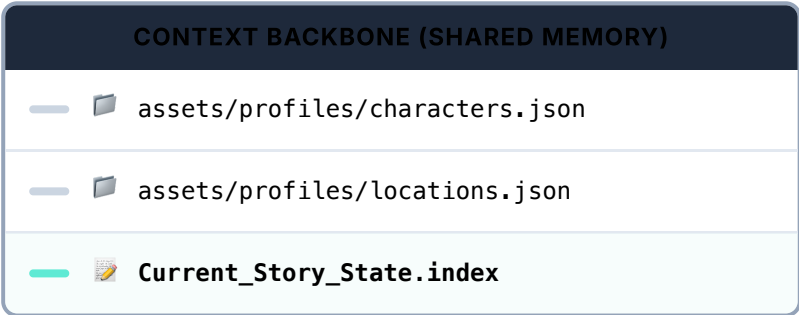 CONTEXT BACKBONE (SHARED MEMORY)
assets/profiles/characters.json
assets/profiles/locations.json
Current_Story_State.index